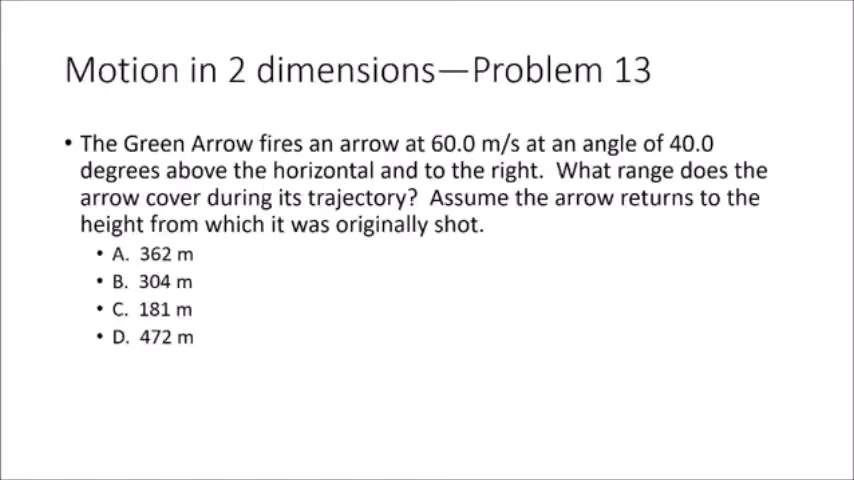 Motion in 2 dimensions—Problem 13
• The Green Arrow fires an arrow at 60.0 m/s at an angle of 40.0
degrees above the horizontal and to the right. What range does the
arrow cover during its trajectory? Assume the arrow returns to the
height from which it was originally shot.
• A. 362 m
• B. 304 m
• C. 181 m
• D. 472 m